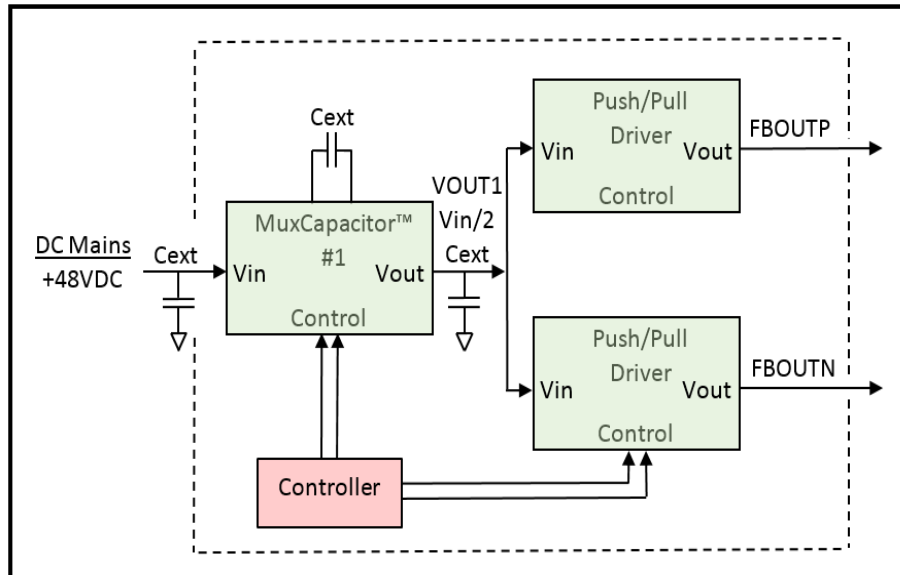 DC Mains
+48VDC
Cext
Cext
MuxCapacitor™
#1
Vin
Vout
Control
VOUT1
Vin/2
Cext
Push/Pull
Driver
Vin
Vout
Control
FBOUTP
Push/Pull
Driver
Vin
Vout
Control
FBOUTN
Controller